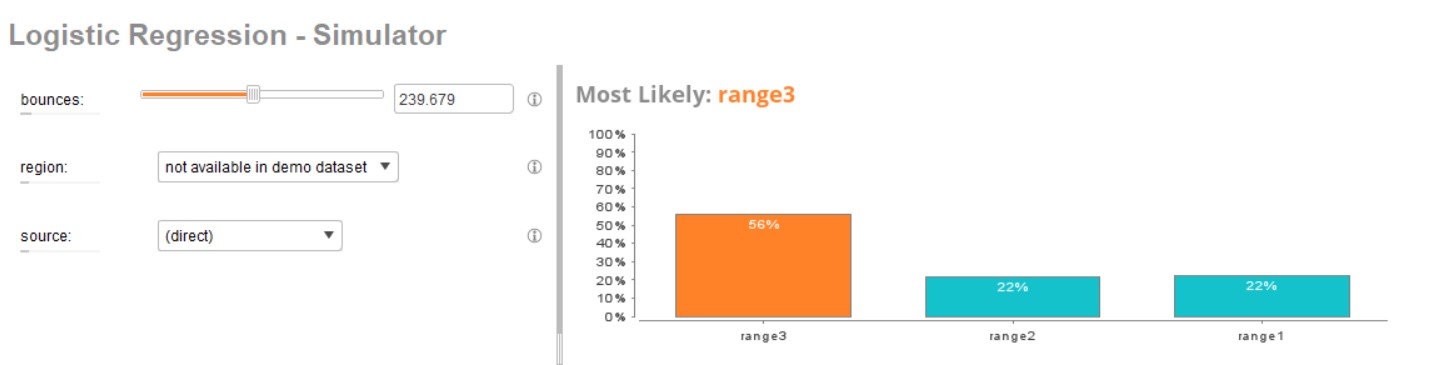 Logistic Regression - Simulator
bounces:
239.679
region:
not available in demo dataset
source:
(direct)
Most Likely: range3
100%
90%
80%
70%
60%
50%
40%
30%
20%
10%
0%
56%
22%
22%
range3
range2
range1